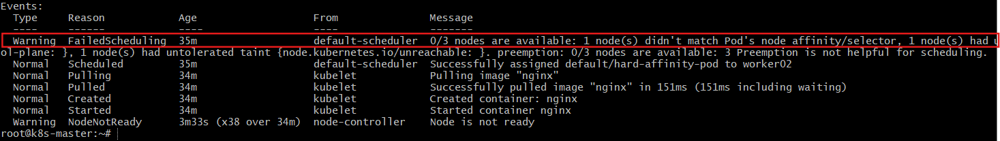 Events:
Type Reason Age From Message
---- ------ ---- ---- -------
Warning FailedScheduling 35m default-scheduler 0/3 nodes are available: 1 node(s) didn't match Pod's node affinity/selector, 1 node(s) had u
ol-plane: }, 1 node(s) had untolerated taint {node.kubernetes.io/unreachable: }. preemption: 0/3 nodes are available: 3 Preemption is not helpful for scheduling.
Normal Scheduled 35m default-scheduler Successfully assigned default/hard-affinity-pod to worker02
Normal Pulling 34m kubelet Pulling image "nginx"
Normal Pulled 34m kubelet Successfully pulled image "nginx" in 151ms (151ms including waiting)
Normal Created 34m kubelet Created container: nginx
Normal Started 34m kubelet Started container nginx
Warning NodeNotReady 3m33s (x38 over 34m) node-controller Node is not ready
root@k8s-master:~#